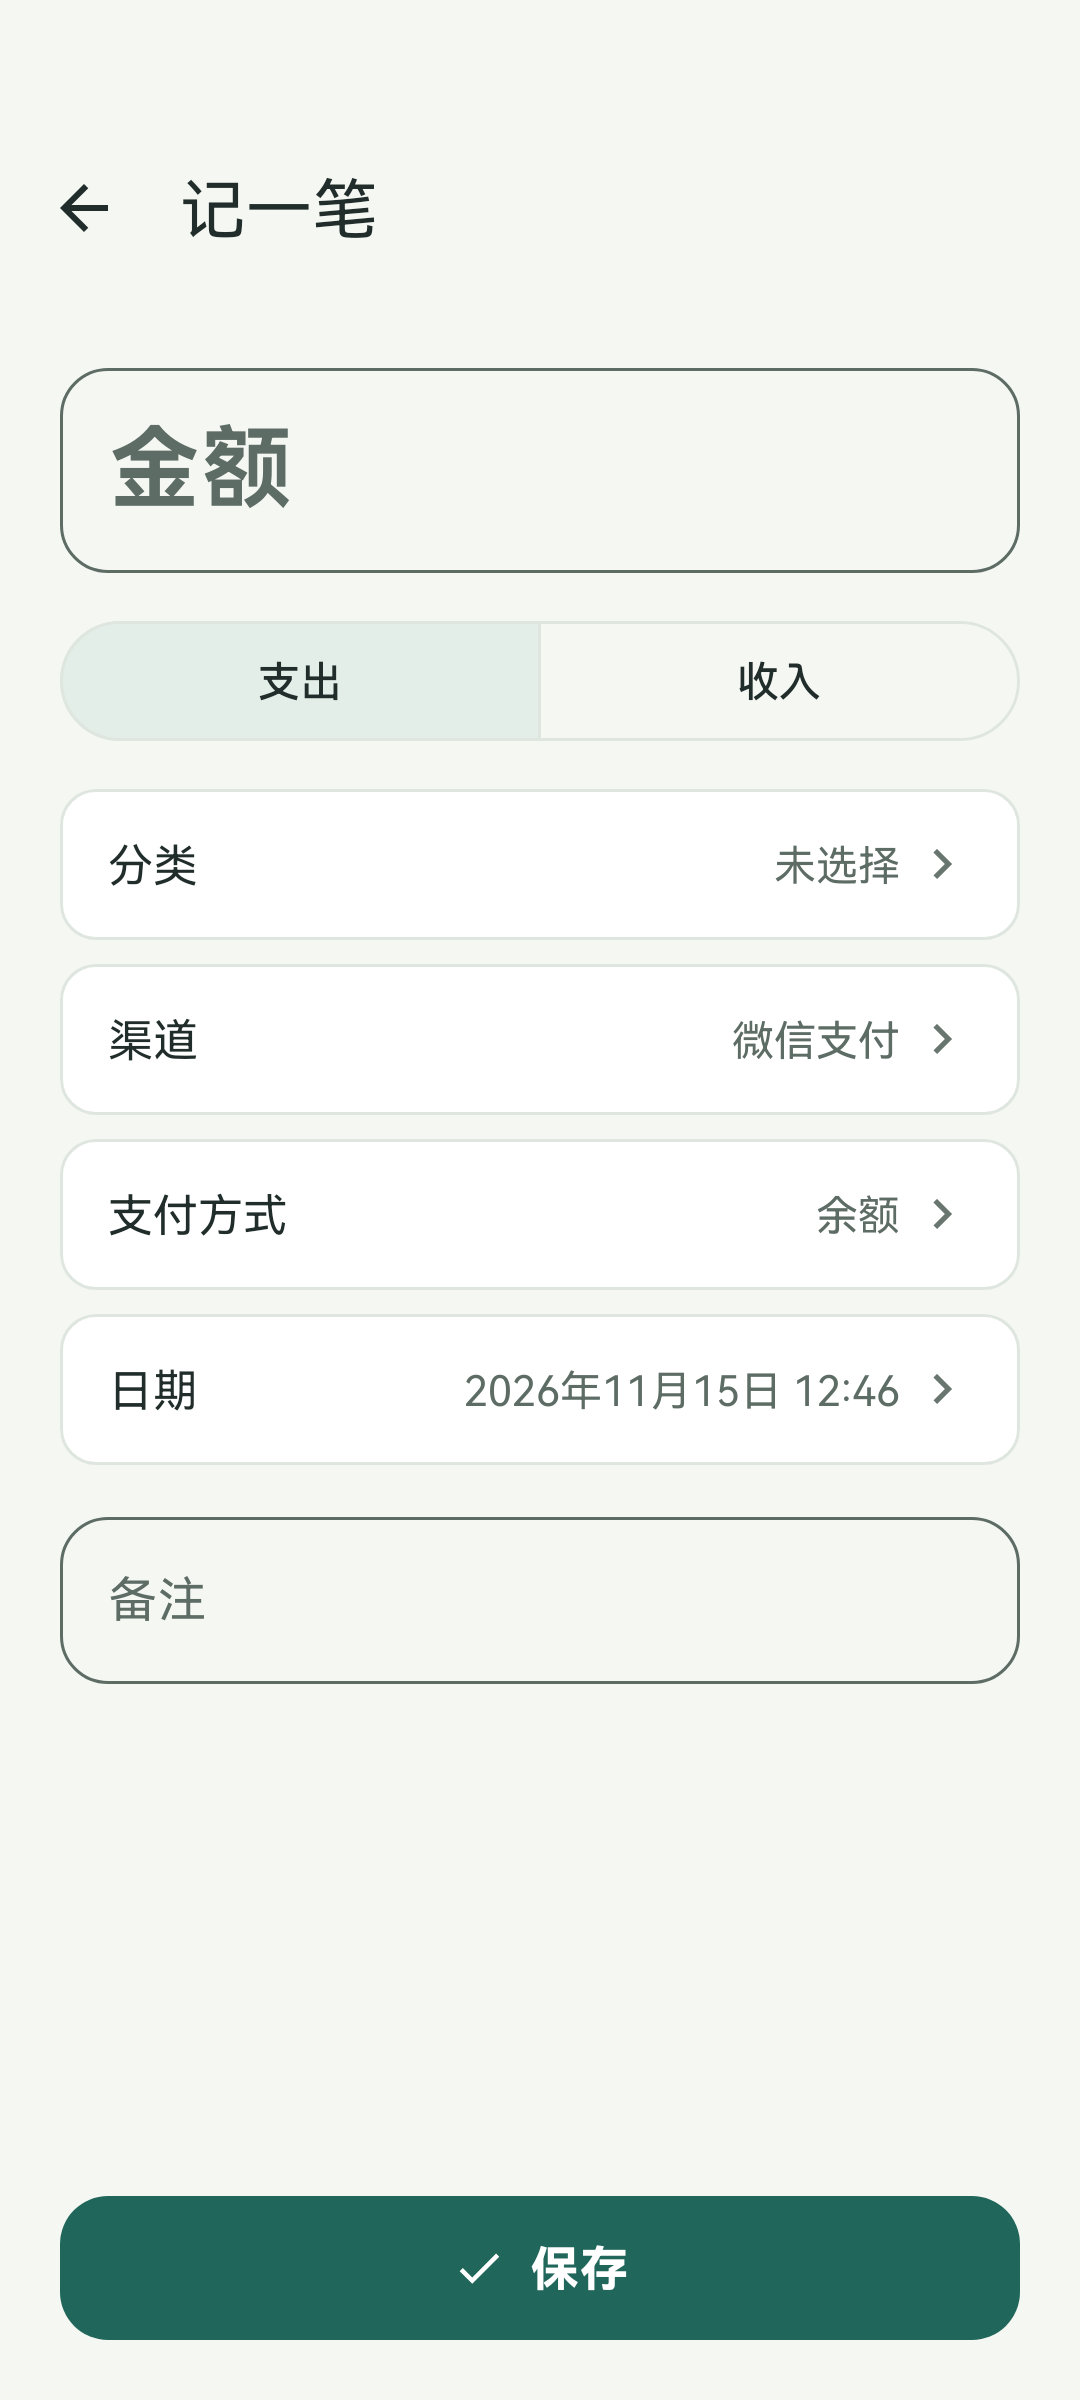 记一笔
金额
支出 收入
分类 未选择
渠道 微信支付
支付方式 余额
日期 2026年11月15日 12:46
备注
保存